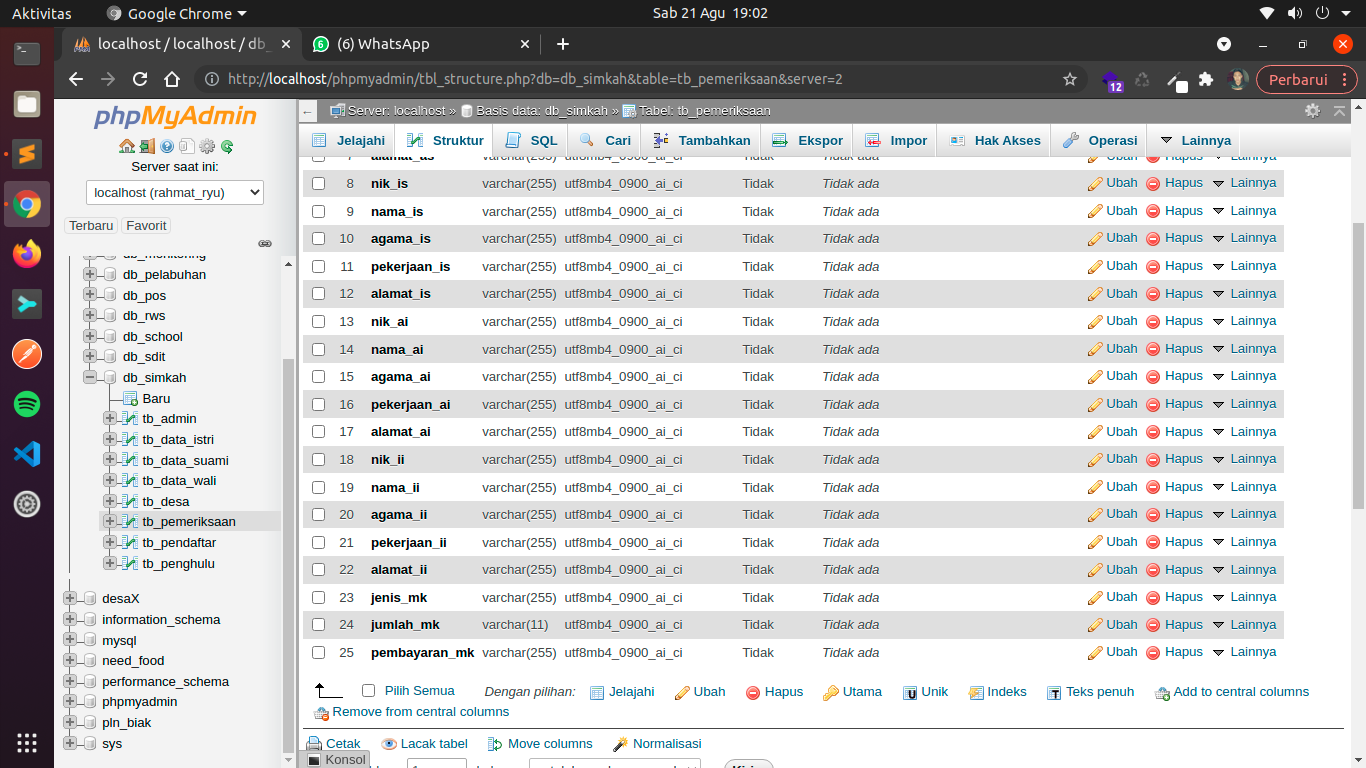 Aktivitas Google Chrome Sab 21 Agu 19:02
localhost / localhost / db_ (6) WhatsApp
http://localhost/phpmyadmin/tbl_structure.php?db=db_simkah&table=tb_pemeriksaan&server=2 12 Perbarui
phpMyAdmin
Server saat ini:
localhost (rahmat_ryu)
Terbaru Favorit
db_monitoring
db_pelabuhan
db_pos
db_rws
db_school
db_sdit
db_simkah
Baru
tb_admin
tb_data_istri
tb_data_suami
tb_data_wali
tb_desa
tb_pemeriksaan
tb_pendaftar
tb_penghulu
desaX
information_schema
mysql
need_food
performance_schema
phpmyadmin
pln_biak
sys
Server: localhost » Basis data: db_simkah » Tabel: tb_pemeriksaan
Jelajahi Struktur SQL Cari Tambahkan Ekspor Impor Hak Akses Operasi Lainnya
7 alamat_as varchar(255) utf8mb4_0900_ai_ci Tidak Tidak ada Ubah Hapus Lainnya
8 nik_is varchar(255) utf8mb4_0900_ai_ci Tidak Tidak ada Ubah Hapus Lainnya
9 nama_is varchar(255) utf8mb4_0900_ai_ci Tidak Tidak ada Ubah Hapus Lainnya
10 agama_is varchar(255) utf8mb4_0900_ai_ci Tidak Tidak ada Ubah Hapus Lainnya
11 pekerjaan_is varchar(255) utf8mb4_0900_ai_ci Tidak Tidak ada Ubah Hapus Lainnya
12 alamat_is varchar(255) utf8mb4_0900_ai_ci Tidak Tidak ada Ubah Hapus Lainnya
13 nik_ai varchar(255) utf8mb4_0900_ai_ci Tidak Tidak ada Ubah Hapus Lainnya
14 nama_ai varchar(255) utf8mb4_0900_ai_ci Tidak Tidak ada Ubah Hapus Lainnya
15 agama_ai varchar(255) utf8mb4_0900_ai_ci Tidak Tidak ada Ubah Hapus Lainnya
16 pekerjaan_ai varchar(255) utf8mb4_0900_ai_ci Tidak Tidak ada Ubah Hapus Lainnya
17 alamat_ai varchar(255) utf8mb4_0900_ai_ci Tidak Tidak ada Ubah Hapus Lainnya
18 nik_ii varchar(255) utf8mb4_0900_ai_ci Tidak Tidak ada Ubah Hapus Lainnya
19 nama_ii varchar(255) utf8mb4_0900_ai_ci Tidak Tidak ada Ubah Hapus Lainnya
20 agama_ii varchar(255) utf8mb4_0900_ai_ci Tidak Tidak ada Ubah Hapus Lainnya
21 pekerjaan_ii varchar(255) utf8mb4_0900_ai_ci Tidak Tidak ada Ubah Hapus Lainnya
22 alamat_ii varchar(255) utf8mb4_0900_ai_ci Tidak Tidak ada Ubah Hapus Lainnya
23 jenis_mk varchar(255) utf8mb4_0900_ai_ci Tidak Tidak ada Ubah Hapus Lainnya
24 jumlah_mk varchar(11) utf8mb4_0900_ai_ci Tidak Tidak ada Ubah Hapus Lainnya
25 pembayaran_mk varchar(255) utf8mb4_0900_ai_ci Tidak Tidak ada Ubah Hapus Lainnya
Pilih Semua Dengan pilihan: Jelajahi Ubah Hapus Utama Unik Indeks Teks penuh Add to central columns
Remove from central columns
Cetak Lacak tabel Move columns Normalisasi
Konsol